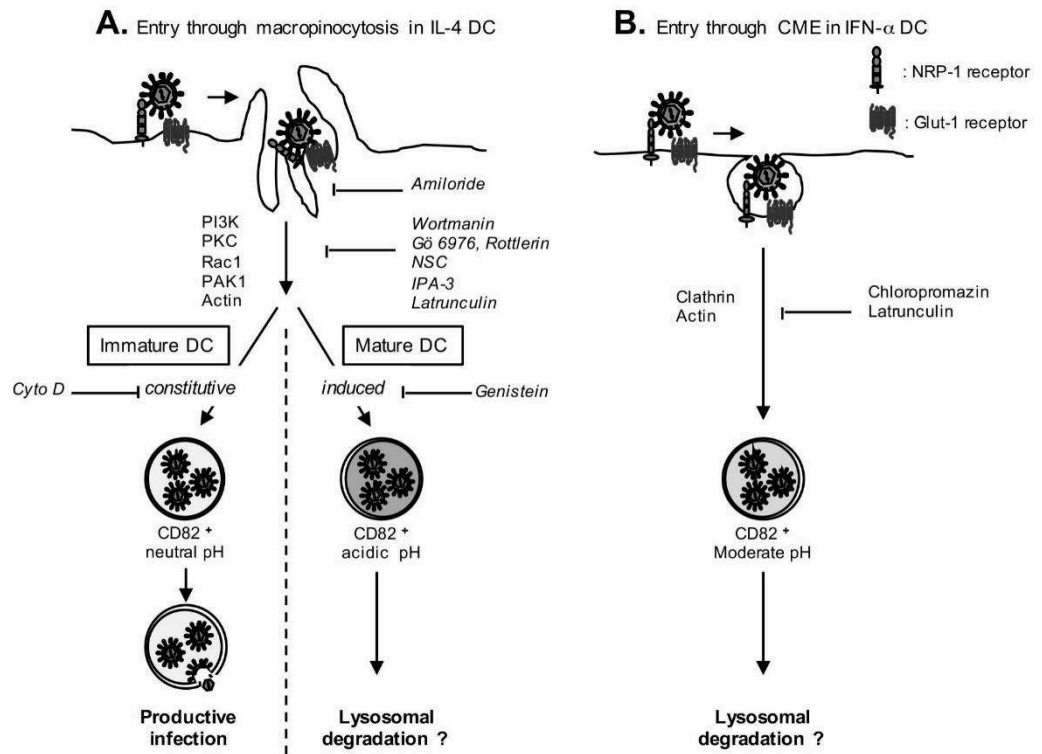 A. Entry through macropinocytosis in IL-4 DC
Amiloride
PI3K
PKC
Rac1
PAK1
Actin
Wortmanin
Gö 6976, Rottlerin
NSC
IPA-3
Latrunculin
Immature DC
Mature DC
Cyto D
constitutive
induced
Genistein
CD82 +
neutral pH
CD82 +
acidic pH
Productive
infection
Lysosomal
degradation ?
B. Entry through CME in IFN-α DC
: NRP-1 receptor
: Glut-1 receptor
Clathrin
Actin
Chloropromazin
Latrunculin
CD82 +
Moderate pH
Lysosomal
degradation ?